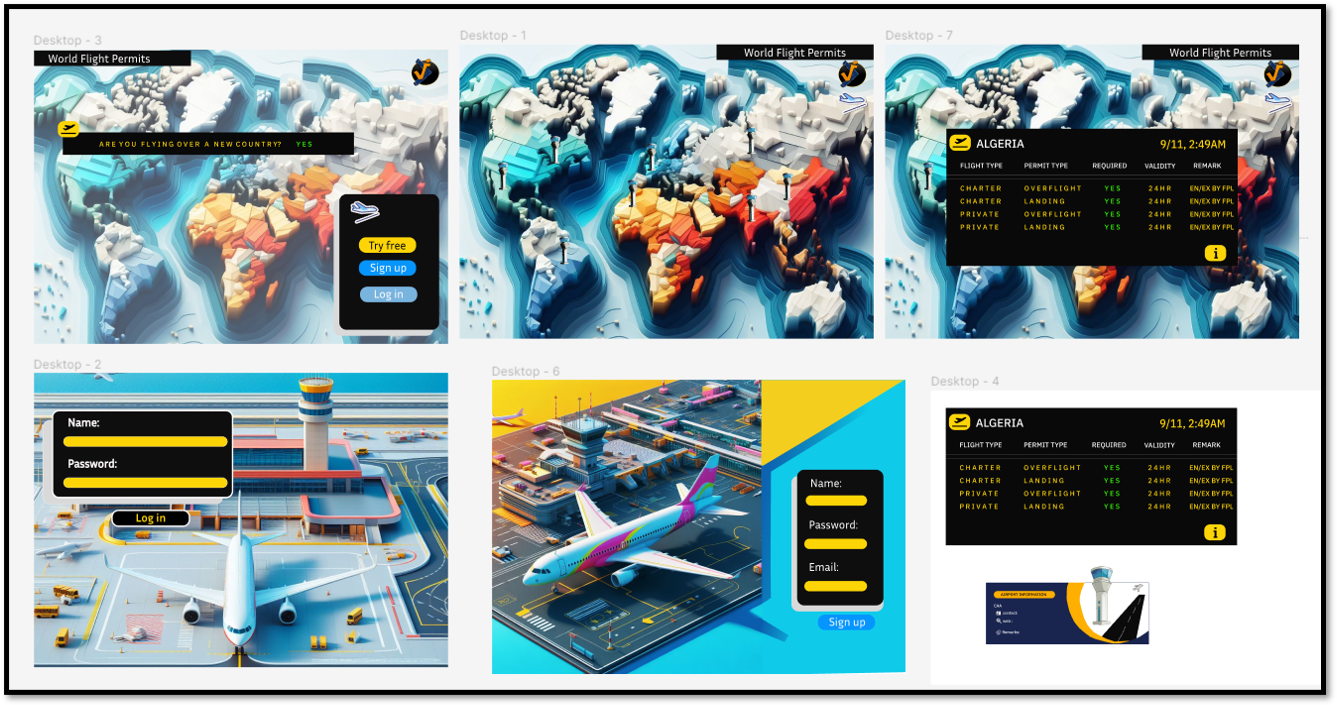 Desktop - 3
World Flight Permits
ARE YOU FLYING OVER A NEW COUNTRY? YES
Try free
Sign up
Log in
Desktop - 1
World Flight Permits
Desktop - 7
World Flight Permits
ALGERIA 9/11, 2:49AM
FLIGHT TYPE PERMIT TYPE REQUIRED VALIDITY REMARK
CHARTER OVERFLIGHT YES 24HR EN/EX BY FPL
CHARTER LANDING YES 24HR EN/EX BY FPL
PRIVATE OVERFLIGHT YES 24HR EN/EX BY FPL
PRIVATE LANDING YES 24HR EN/EX BY FPL
i
Desktop - 2
Name:
Password:
Log in
Desktop - 6
Name:
Password:
Email:
Sign up
Desktop - 4
ALGERIA 9/11, 2:49AM
FLIGHT TYPE PERMIT TYPE REQUIRED VALIDITY REMARK
CHARTER OVERFLIGHT YES 24HR EN/EX BY FPL
CHARTER LANDING YES 24HR EN/EX BY FPL
PRIVATE OVERFLIGHT YES 24HR EN/EX BY FPL
PRIVATE LANDING YES 24HR EN/EX BY FPL
i
AIRPORT INFORMATION
contact
Remarks